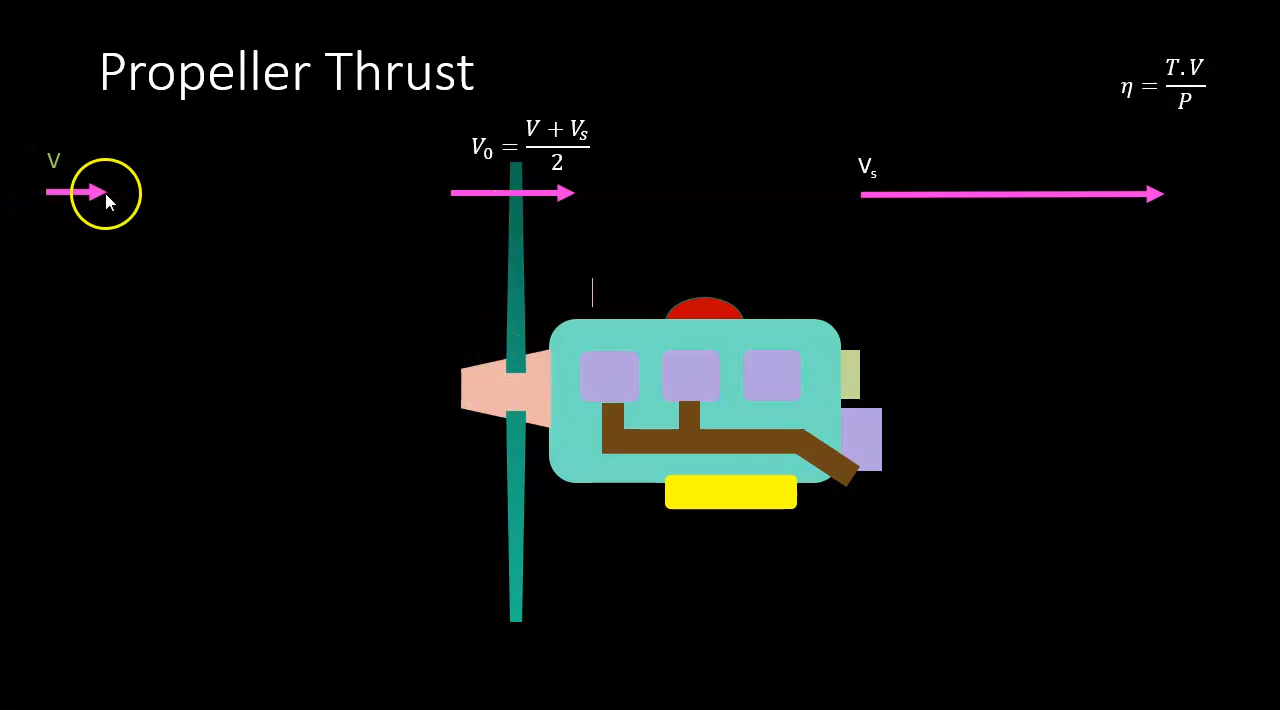 Propeller Thrust
η = T.V / P
V
V₀ = V + Vₛ / 2
Vₛ